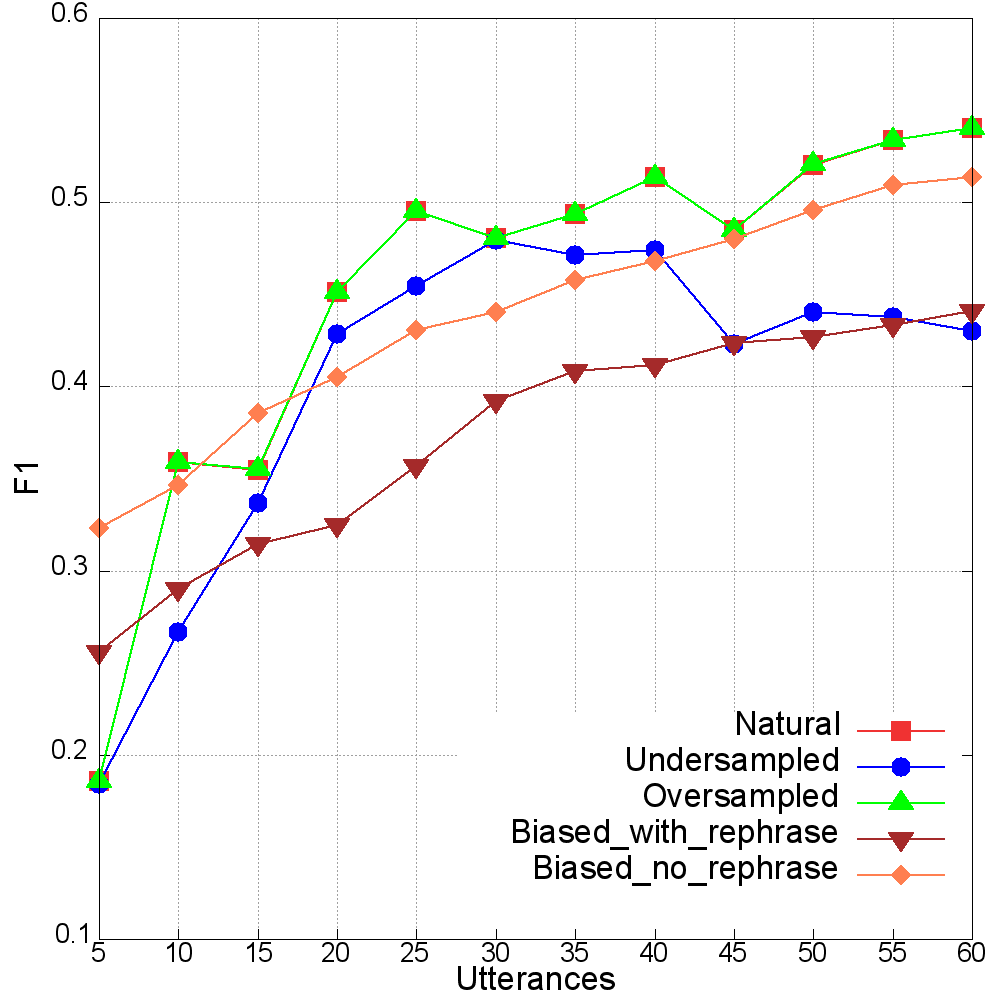 0.6
0.5
0.4
0.3
0.2
0.1
F1
5 10 15 20 25 30 35 40 45 50 55 60
Utterances
Natural
Undersampled
Oversampled
Biased_with_rephrase
Biased_no_rephrase